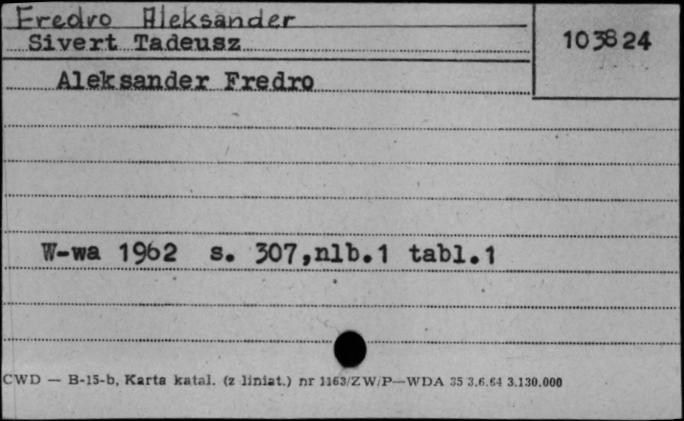 Fredro Aleksander
Sivert Tadeusz
103824
Aleksander Fredro
W-wa 1962 s. 307,nlb.1 tabl.1
CWD — B-15-b, Karta katal. (z liniat.) nr 1163/ZW/P—WDA 35 3.6.64 3.130.000